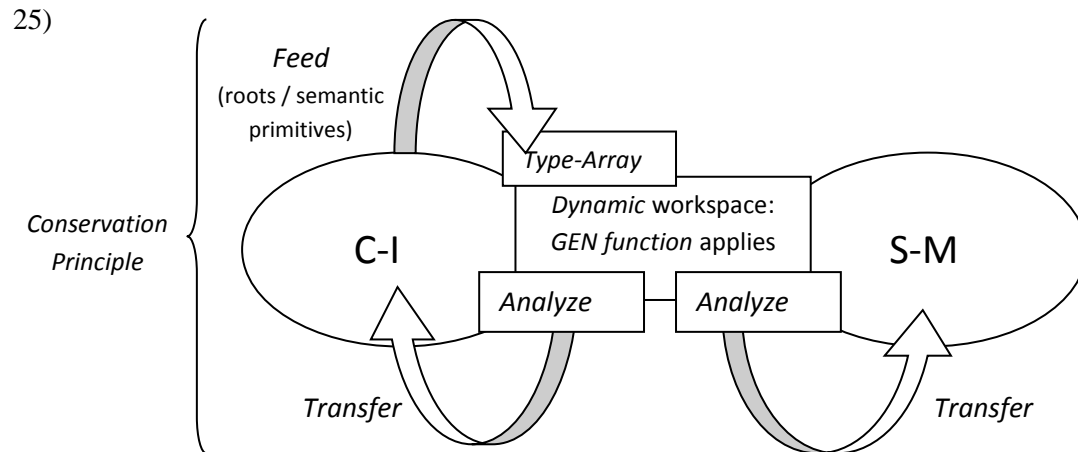 25)
Feed
(roots / semantic
primitives)
Type-Array
Dynamic workspace:
GEN function applies
Conservation
Principle
C-I
S-M
Analyze
Analyze
Transfer
Transfer